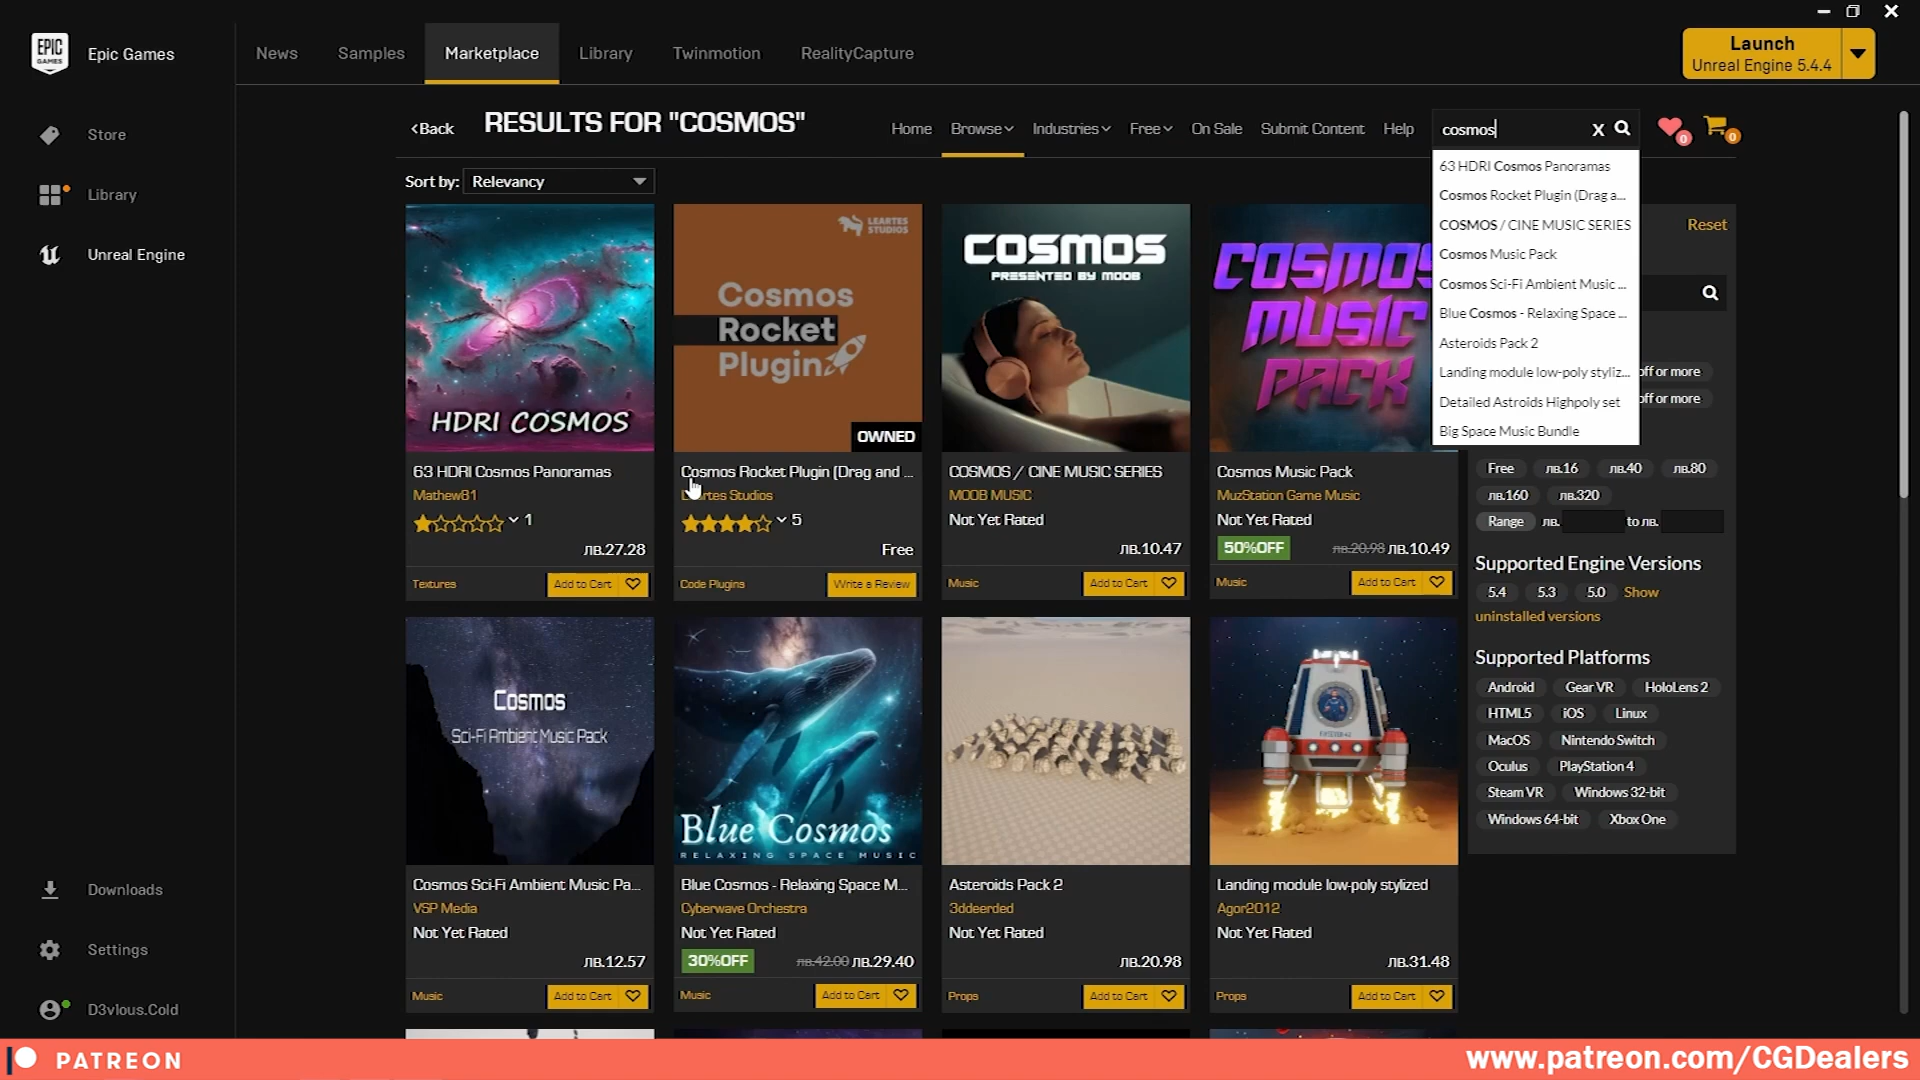 EPIC GAMES
Epic Games
News
Samples
Marketplace
Library
Twinmotion
RealityCapture
Launch
Unreal Engine 5.4.4
Store
Library
Unreal Engine
Downloads
Settings
D3vlous.Cold
<Back
RESULTS FOR "COSMOS"
Home
Browse
Industries
Free
On Sale
Submit Content
Help
cosmos
X
0
0
Sort by:
Relevancy
63 HDRI Cosmos Panoramas
Cosmos Rocket Plugin (Drag a...
COSMOS / CINE MUSIC SERIES
Cosmos Music Pack
Cosmos Sci-Fi Ambient Music ...
Blue Cosmos - Relaxing Space ...
Asteroids Pack 2
Landing module low-poly styliz...
Detailed Astroids Highpoly set
Big Space Music Bundle
HDRI COSMOS
63 HDRI Cosmos Panoramas
Mathew81
1
лв.27.28
Textures
Add to Cart
LEARTES
STUDIOS
Cosmos
Rocket
Plugin
OWNED
Cosmos Rocket Plugin (Drag and ...
Leartes Studios
5
Free
Code Plugins
Write a Review
COSMOS
PRESENTED BY MOOB
COSMOS / CINE MUSIC SERIES
MOOB MUSIC
Not Yet Rated
лв.10.47
Music
Add to Cart
COSMOS
MUSIC
PACK
Cosmos Music Pack
MuzStation Game Music
Not Yet Rated
50%OFF
лв.20.98 лв.10.49
Music
Add to Cart
Cosmos
Sci-Fi Ambient Music Pack
Cosmos Sci-Fi Ambient Music Pa...
VSP Media
Not Yet Rated
лв.12.57
Music
Add to Cart
Blue Cosmos
RELAXING SPACE MUSIC
Blue Cosmos - Relaxing Space M...
Cyberwave Orchestra
Not Yet Rated
30%OFF
лв.42.00 лв.29.40
Music
Add to Cart
Asteroids Pack 2
3ddeerded
Not Yet Rated
лв.20.98
Props
Add to Cart
Landing module low-poly stylized
Agor2012
Not Yet Rated
лв.31.48
Props
Add to Cart
Reset
off or more
off or more
Free
лв.16
лв.40
лв.80
лв.160
лв.320
Range
лв.
to лв.
Supported Engine Versions
5.4
5.3
5.0
Show
uninstalled versions
Supported Platforms
Android
Gear VR
HoloLens 2
HTML5
iOS
Linux
MacOS
Nintendo Switch
Oculus
PlayStation 4
Steam VR
Windows 32-bit
Windows 64-bit
Xbox One
PATREON
www.patreon.com/CGDealers